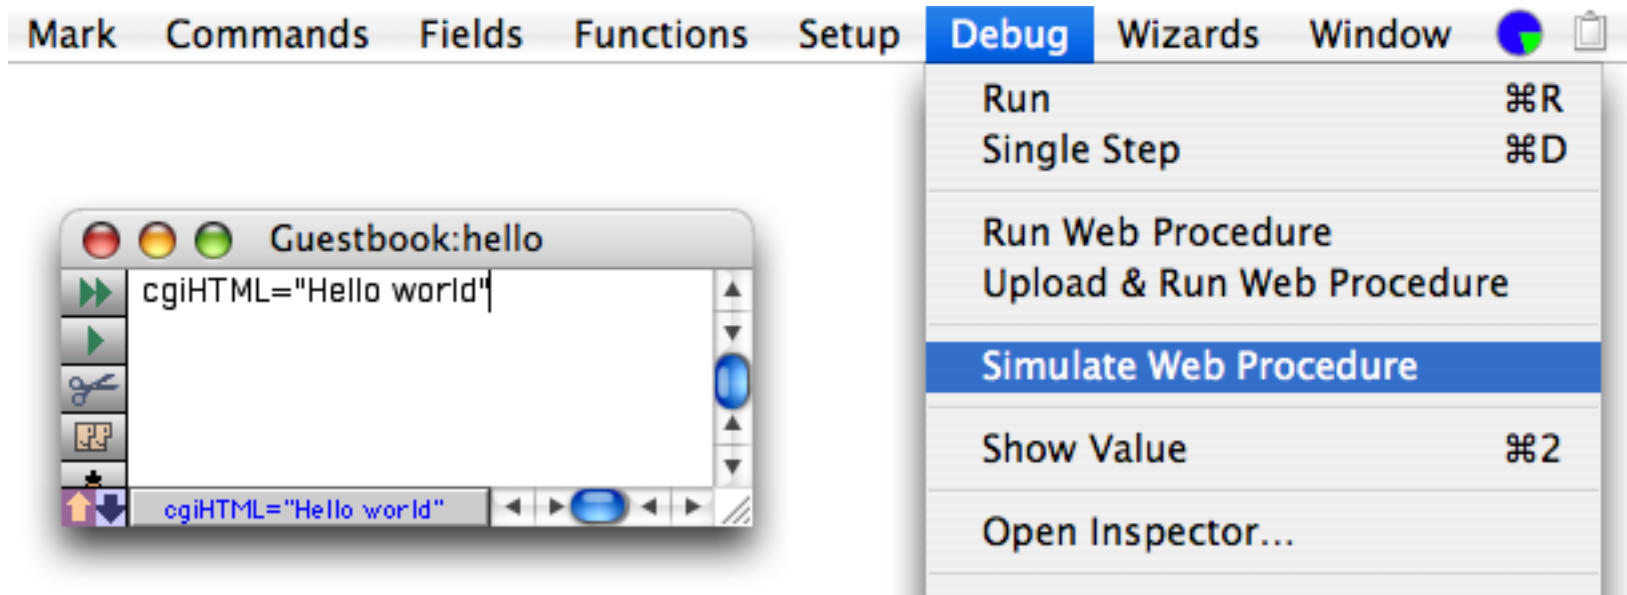 Mark Commands Fields Functions Setup Debug Wizards Window
Run ⌘R
Single Step ⌘D
Run Web Procedure
Upload & Run Web Procedure
Simulate Web Procedure
Show Value ⌘2
Open Inspector...
Guestbook:hello
cgiHTML="Hello world"
cgiHTML="Hello world"